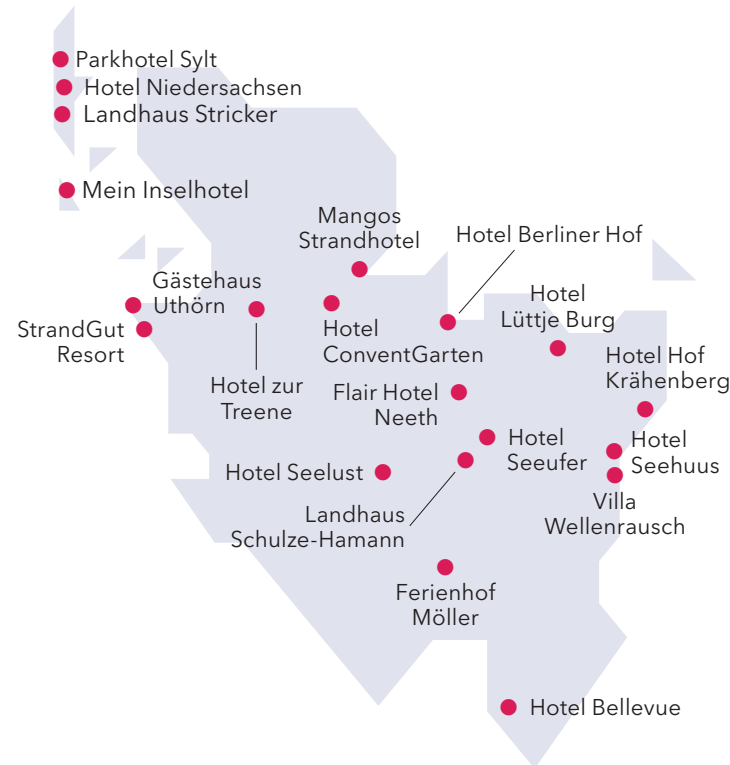 Parkhotel Sylt
Hotel Niedersachsen
Landhaus Stricker
Mein Inselhotel
Mangos
Strandhotel
Hotel Berliner Hof
Gästehaus
Uthörn
Hotel
Lüttje Burg
StrandGut
Resort
Hotel
ConventGarten
Hotel Hof
Krähenberg
Hotel zur
Treene
Flair Hotel
Neeth
Hotel
Seeufer
Hotel
Seehuus
Hotel Seelust
Villa
Wellenrausch
Landhaus
Schulze-Hamann
Ferienhof
Möller
Hotel Bellevue